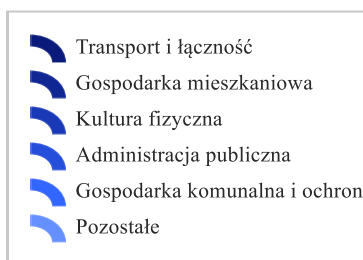 Transport i łączność
Gospodarka mieszkaniowa
Kultura fizyczna
Administracja publiczna
Gospodarka komunalna i ochron
Pozostałe